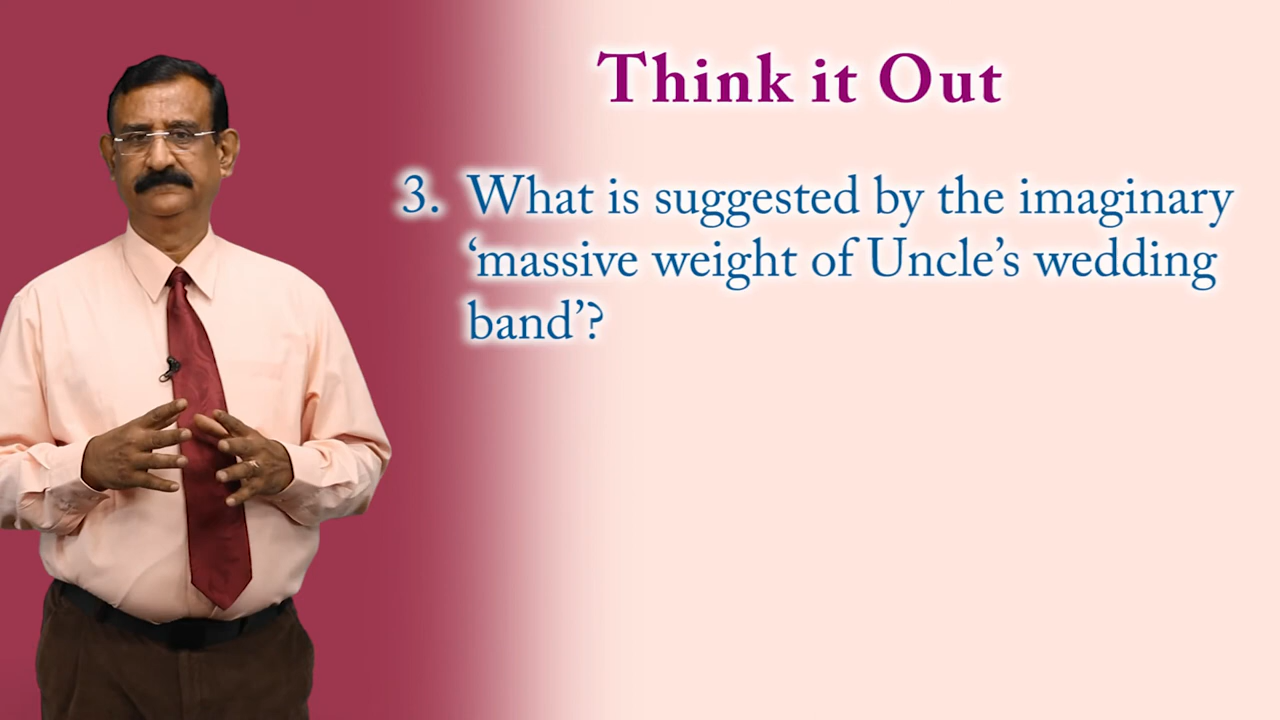 Think it Out
3. What is suggested by the imaginary
‘massive weight of Uncle’s wedding
band’?